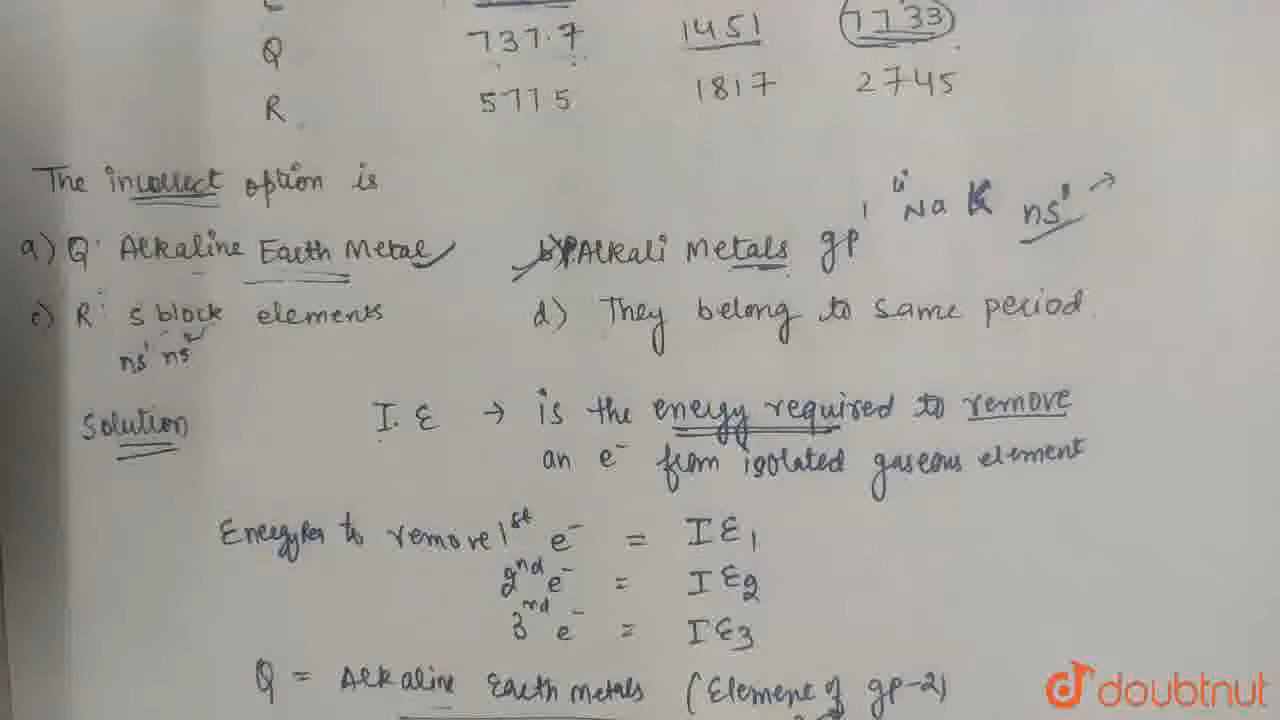 Q 737.7 1451 7733
R 577.5 1817 2745
The incorrect option is
a) Q: Alkaline Earth Metal
b) P Alkali Metals gp 1 Na K ns¹ →
c) R: s block elements
ns¹ ns²
d) They belong to same period.
Solution
I.E → is the energy required to remove
an e⁻ from isolated gaseous element
to remove 1st e⁻ = IE₁
2nd e⁻ = IE₂
3nd e⁻ = IE₃
Q = Alkaline Earth metals (Element of gp-2)
doubtnut